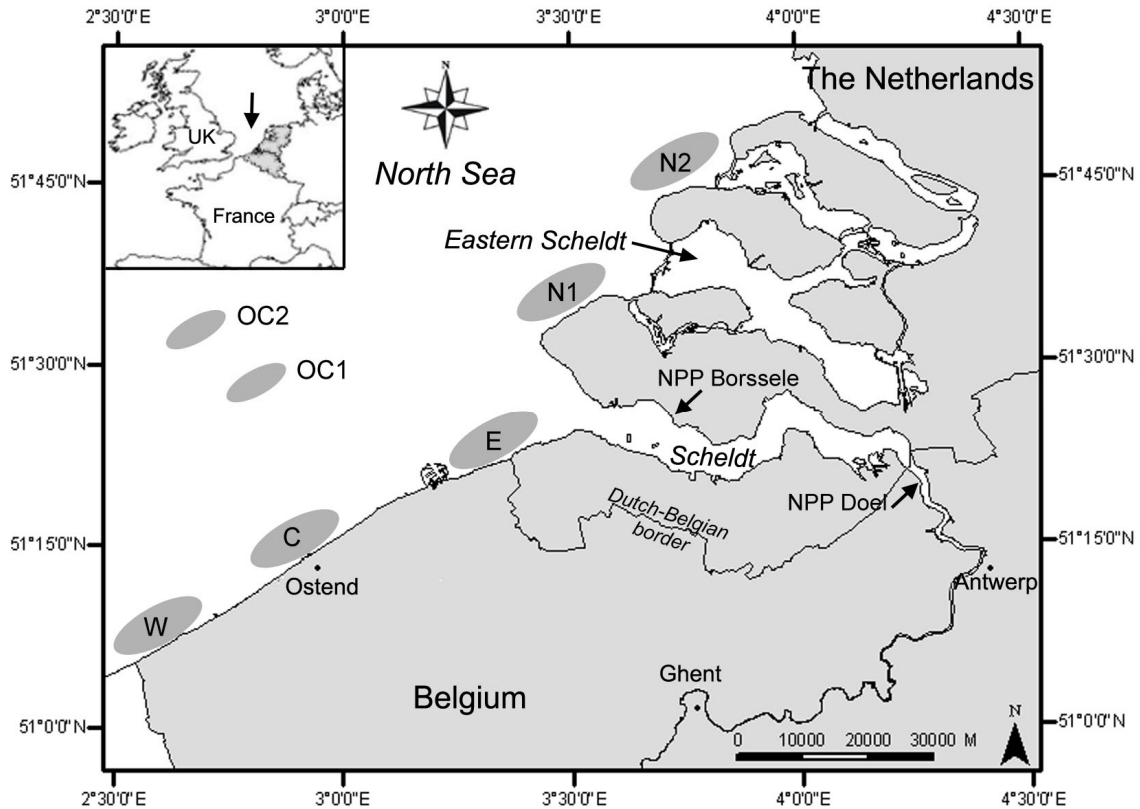 2°30'0"E
3°0'0"E
3°30'0"E
4°0'0"E
4°30'0"E
The Netherlands
N
UK
France
North Sea
N2
51°45'0"N
51°45'0"N
Eastern Scheldt
N1
OC2
OC1
51°30'0"N
51°30'0"N
NPP Borssele
E
Scheldt
NPP Doel
Dutch-Belgian
border
C
51°15'0"N
51°15'0"N
Ostend
Antwerp
W
Ghent
Belgium
N
51°0'0"N
51°0'0"N
0 10000 20000 30000 M
2°30'0"E
3°0'0"E
3°30'0"E
4°0'0"E
4°30'0"E